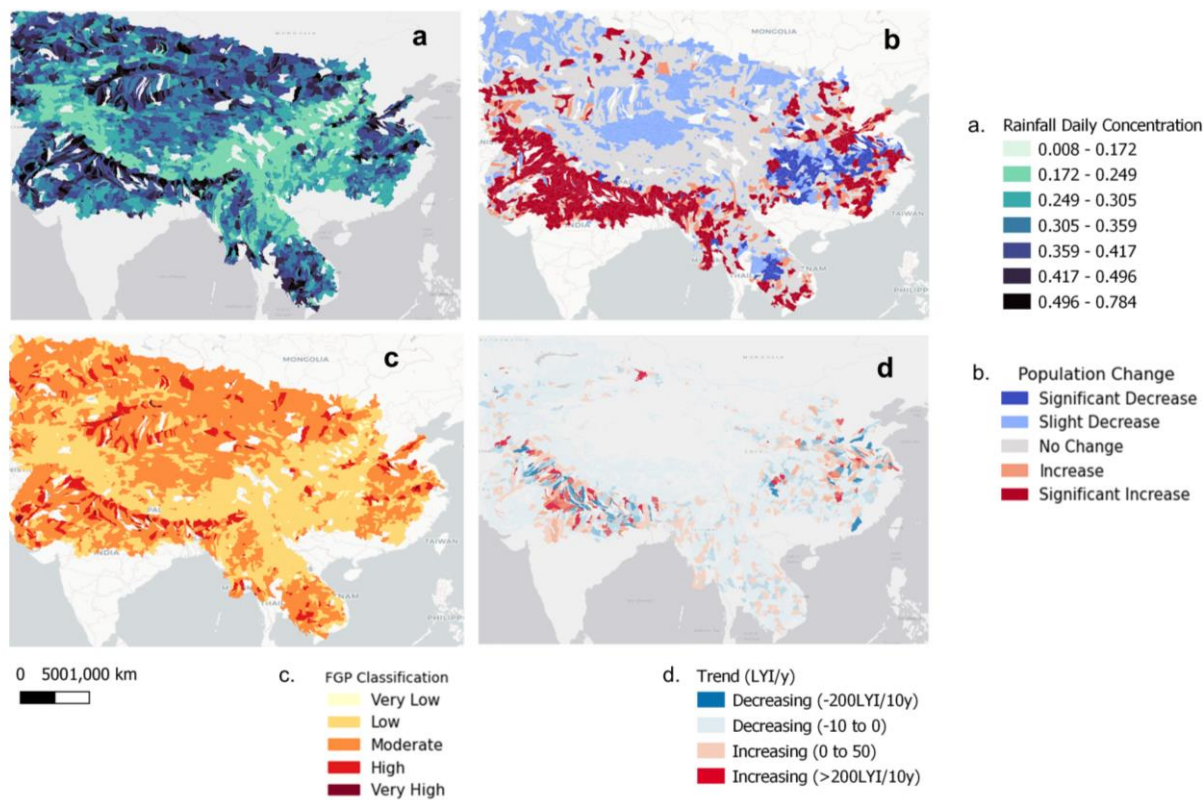 a
MONGOLIA
b
MONGOLIA
TAIWAN
INDIA
TNAM
PHILIPP
c
MONGOLIA
d
TAIWAN
NDIA
TNAM
PHILIPP
a. Rainfall Daily Concentration
0.008 - 0.172
0.172 - 0.249
0.249 - 0.305
0.305 - 0.359
0.359 - 0.417
0.417 - 0.496
0.496 - 0.784
b. Population Change
Significant Decrease
Slight Decrease
No Change
Increase
Significant Increase
0 5001,000 km
c. FGP Classification
Very Low
Low
Moderate
High
Very High
d. Trend (LYI/y)
Decreasing (-200LYI/10y)
Decreasing (-10 to 0)
Increasing (0 to 50)
Increasing (>200LYI/10y)